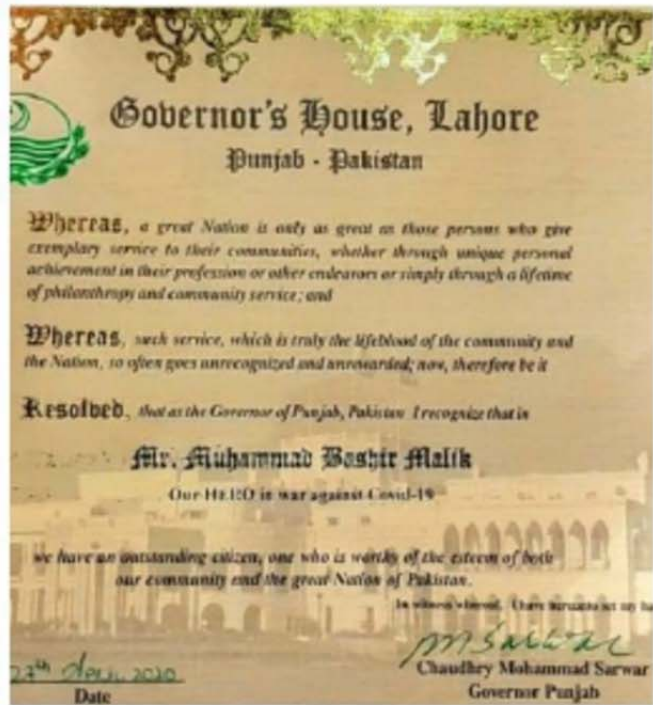 Governor's House, Lahore
Punjab - Pakistan
Whereas, a great Nation is only as great as those persons who give
exemplary service to their communities, whether through unique personal
achievement in their profession or other endeavors or simply through a lifetime
of philanthropy and community service; and
Whereas, such service, which is truly the lifeblood of the community and
the Nation, so often goes unrecognized and unrewarded; now, therefore be it
Resolved, that as the Governor of Punjab, Pakistan I recognize that in
Mr. Muhammad Bashir Malik
Our HERO in war against Covid-19
we have an outstanding citizen, one who is worthy of the esteem of both
our community and the great Nation of Pakistan.
In witness whereof, I have hereunto set my
MSarwar
27th April 2020
Chaudhry Mohammad Sarwar
Date
Governor Punjab